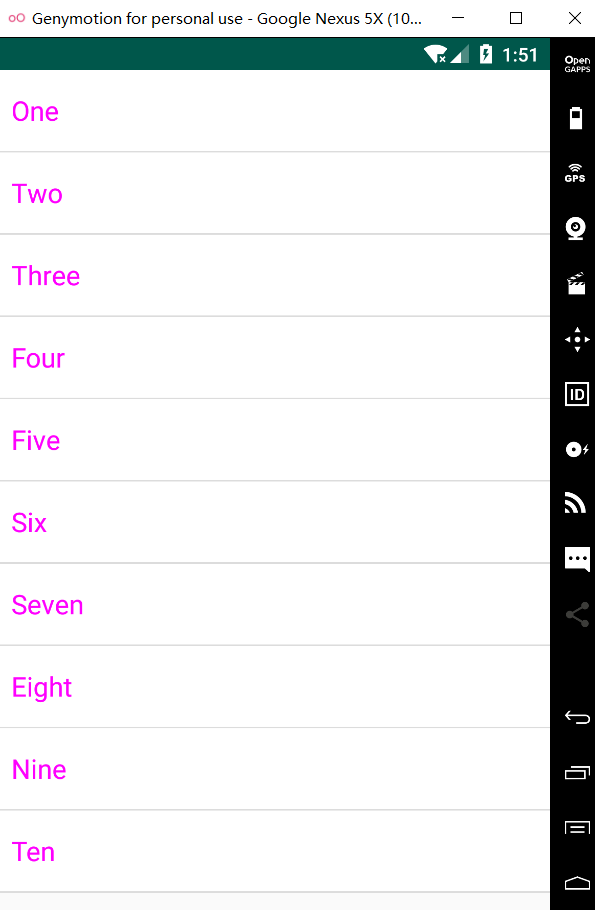 Genymotion for personal use - Google Nexus 5X (10...
1:51
Open
GAPPS
One
Two
GPS
Three
Four
ID
Five
Six
Seven
Eight
Nine
Ten